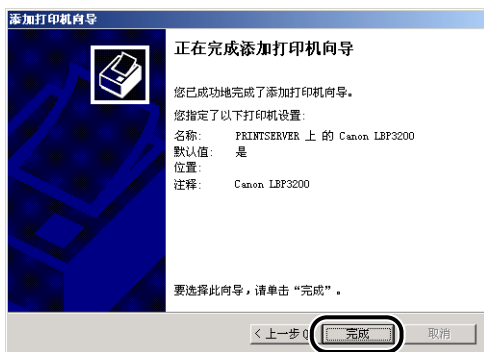 添加打印机向导
正在完成添加打印机向导
您已成功地完成了添加打印机向导。
您指定了以下打印机设置:
名称: PRINTSERVER 上 的 Canon LBP3200
默认值: 是
位置:
注释: Canon LBP3200
要选择此向导，请单击“完成”。
< 上一步 完成 取消